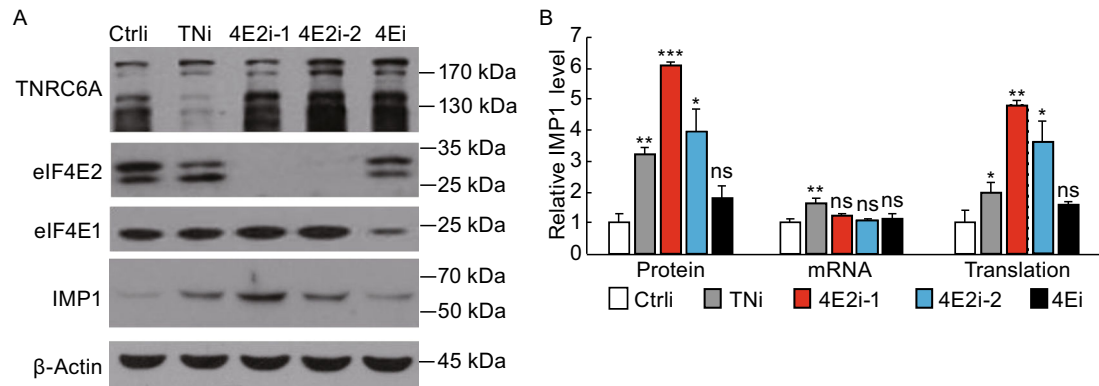 A
Ctrli TNi 4E2i-1 4E2i-2 4Ei
TNRC6A
170 kDa
130 kDa
eIF4E2
35 kDa
25 kDa
eIF4E1
25 kDa
IMP1
70 kDa
50 kDa
β-Actin
45 kDa
B
Relative IMP1 level
7
6
5
4
3
2
1
0
** *** * ns
** ns ns ns
* ** * ns
Protein mRNA Translation
Ctrli TNi 4E2i-1 4E2i-2 4Ei